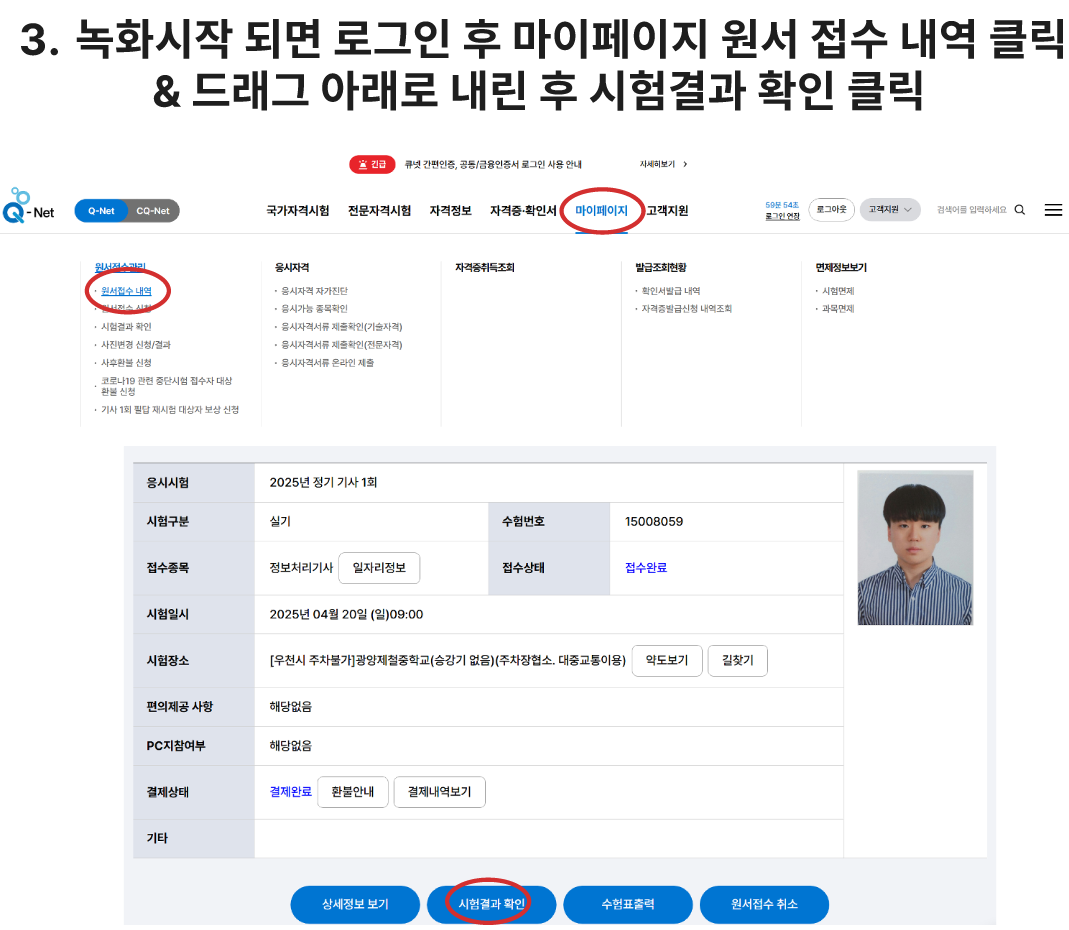 3. 녹화시작 되면 로그인 후 마이페이지 원서 접수 내역 클릭
& 드래그 아래로 내린 후 시험결과 확인 클릭
긴급 큐넷 간편인증, 공동/금융인증서 로그인 사용 안내 자세히보기 >
Q-Net Q-Net CQ-Net 국가자격시험 전문자격시험 자격정보 자격증·확인서 마이페이지 고객지원 59분 54초 로그인 연장 로그아웃 고객지원 검색어를 입력하세요
원서접수관리
· 원서접수 내역
· 원서접수 신청
· 시험결과 확인
· 사진변경 신청/결과
· 사후환불 신청
· 코로나19 관련 중단시험 접수자 대상
환불 신청
· 기사 1회 필답 재시험 대상자 보상 신청
응시자격
· 응시자격 자가진단
· 응시가능 종목확인
· 응시자격서류 제출확인(기술자격)
· 응시자격서류 제출확인(전문자격)
· 응시자격서류 온라인 제출
자격증취득조회
발급조회현황
· 확인서발급 내역
· 자격증발급신청 내역조회
면제정보보기
· 시험면제
· 과목면제
응시시험 2025년 정기 기사 1회
시험구분 실기 수험번호 15008059
접수종목 정보처리기사 일자리정보 접수상태 접수완료
시험일시 2025년 04월 20일 (일)09:00
시험장소 [우천시 주차불가]광양제철중학교(승강기 없음)(주차장협소. 대중교통이용) 약도보기 길찾기
편의제공 사항 해당없음
PC지참여부 해당없음
결제상태 결제완료 환불안내 결제내역보기
기타
상세정보 보기 시험결과 확인 수험표출력 원서접수 취소